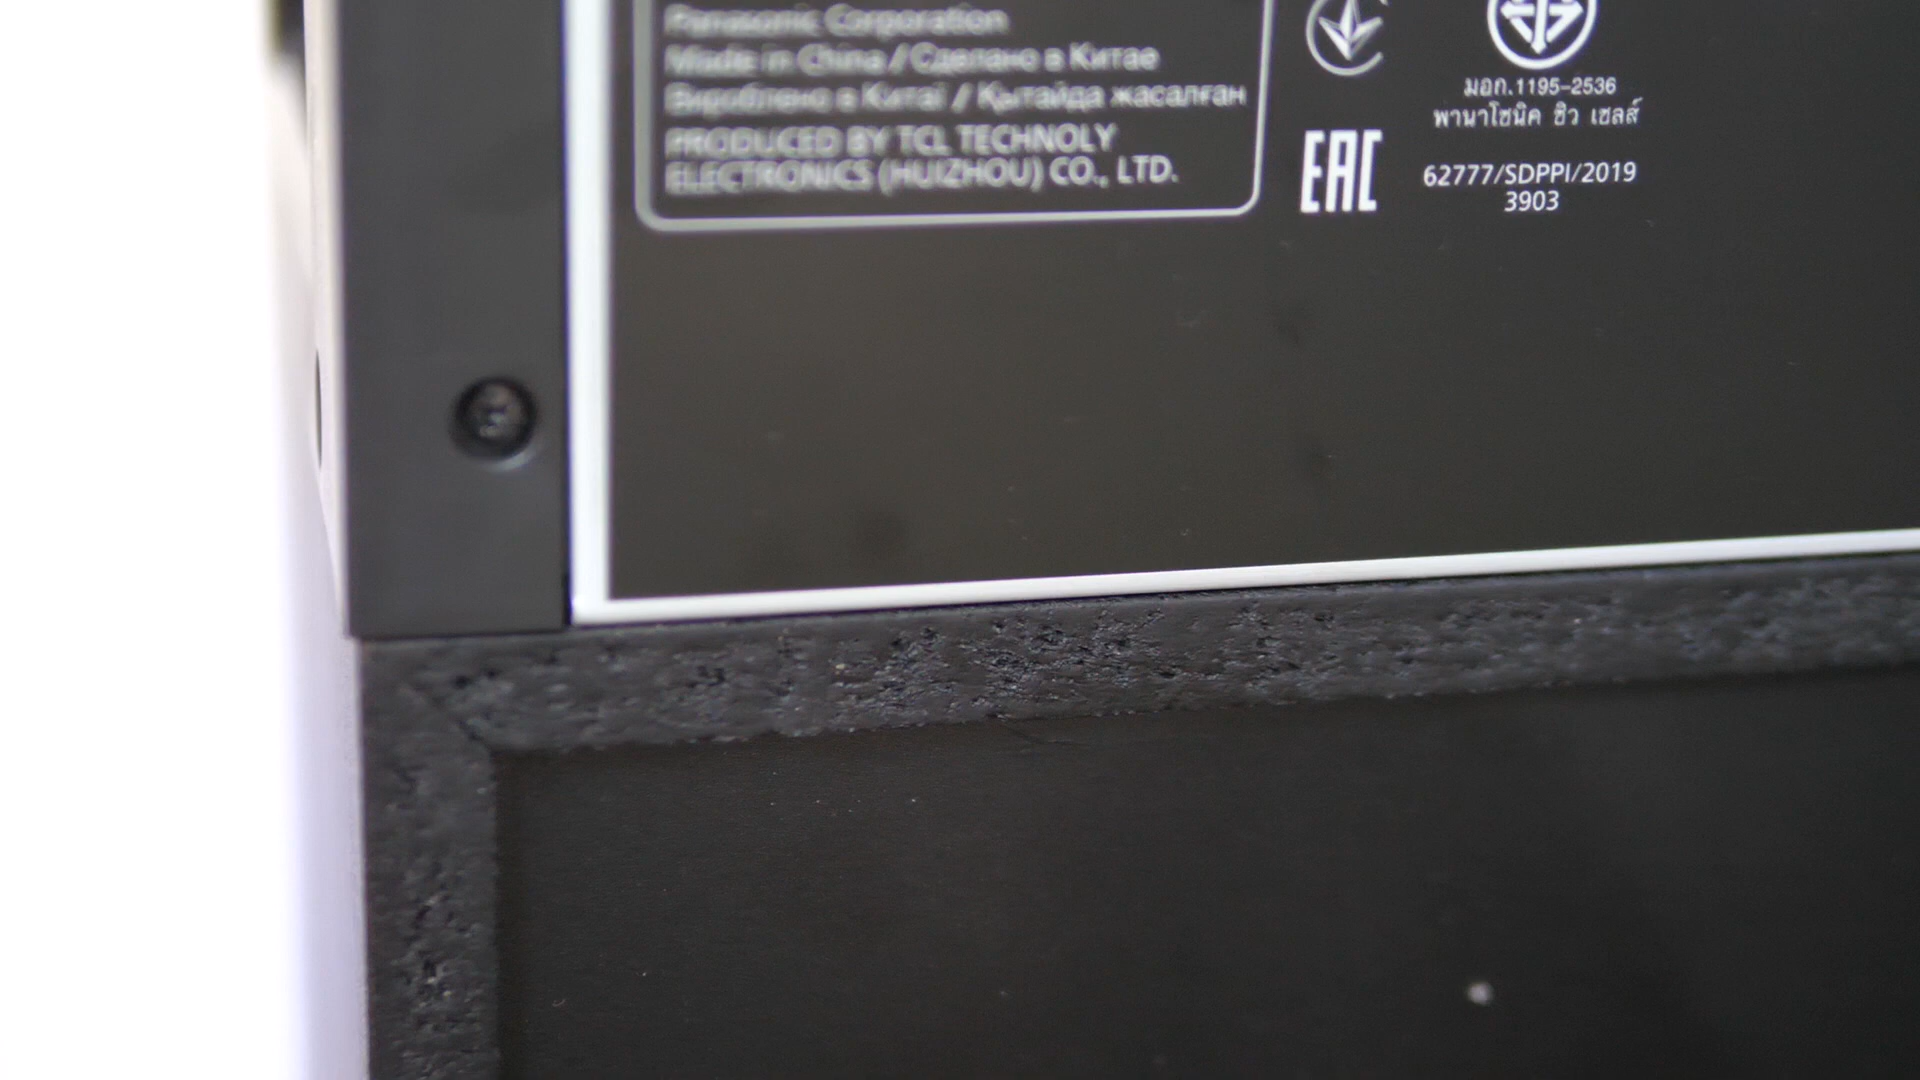 Panasonic Corporation
Made in China / Сделано в Китае
Вироблено в Китаї / Қытайда жасалған
PRODUCED BY TCL TECHNOLY
ELECTRONICS (HUIZHOU) CO., LTD.
มอก.1195-2536
พานาโซนิค ซิว เฮลส์
EAC
62777/SDPPI/2019
3903